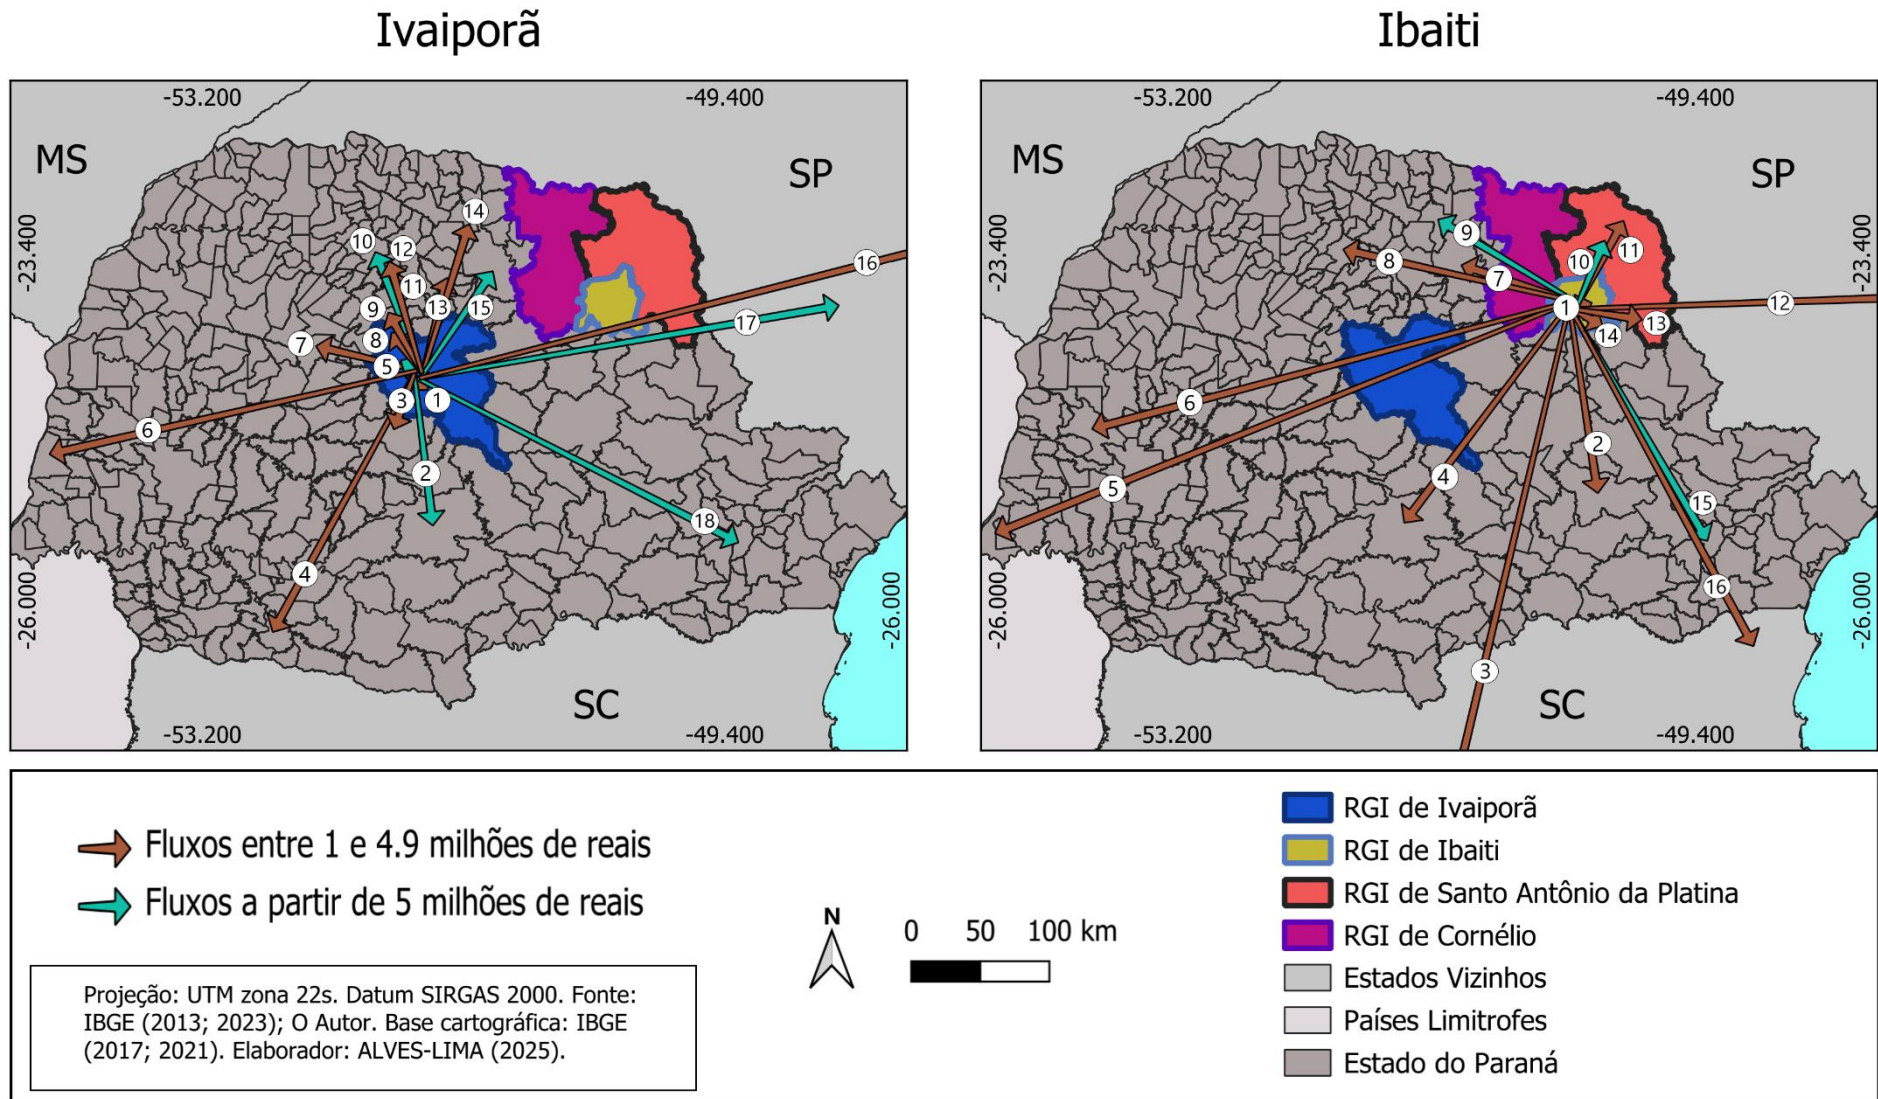 Ivaiporã
Ibaiti
-53.200
-49.400
MS
SP
-23.400
-23.400
14
10
12
16
11
9
13
15
17
8
7
5
3
1
6
2
18
4
-26.000
-26.000
SC
-53.200
-49.400
-53.200
-49.400
MS
SP
-23.400
-23.400
9
11
8
10
7
12
1
13
14
6
2
4
5
15
16
3
-26.000
-26.000
SC
-53.200
-49.400
Fluxos entre 1 e 4.9 milhões de reais
Fluxos a partir de 5 milhões de reais
Projeção: UTM zona 22s. Datum SIRGAS 2000. Fonte:
IBGE (2013; 2023); O Autor. Base cartográfica: IBGE
(2017; 2021). Elaborador: ALVES-LIMA (2025).
N
0 50 100 km
RGI de Ivaiporã
RGI de Ibaiti
RGI de Santo Antônio da Platina
RGI de Cornélio
Estados Vizinhos
Países Limitrofes
Estado do Paraná